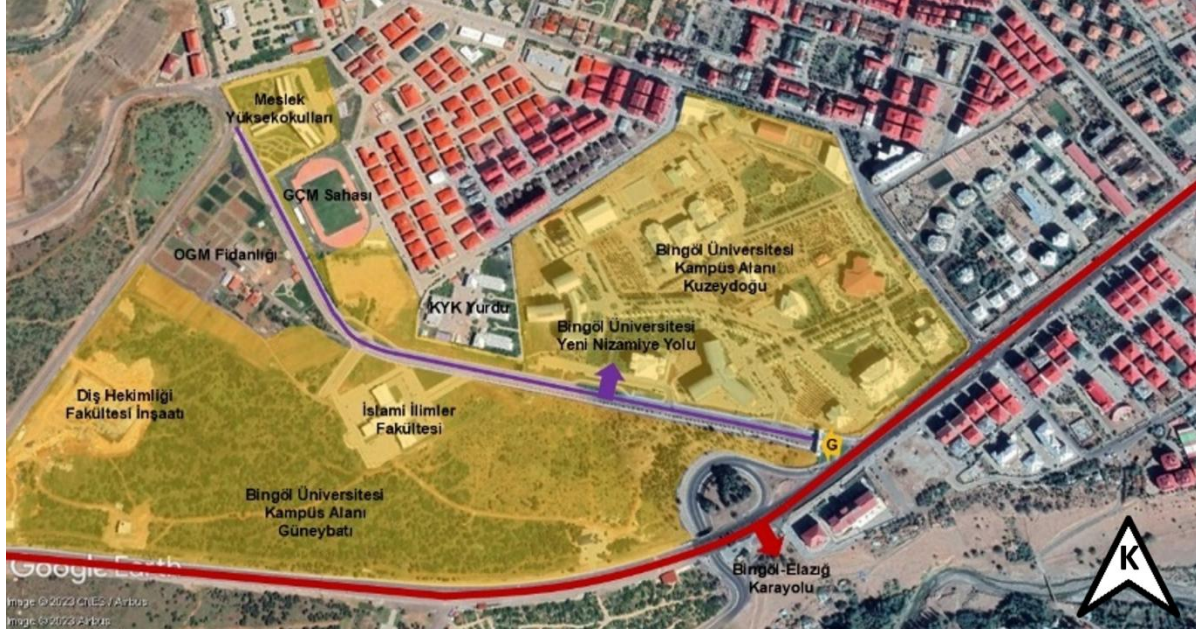 Meslek
Yüksekokulları
GÇM Sahası
OGM Fidanlığı
Bingöl Üniversitesi
Kampüs Alanı
Kuzeydoğu
KYK Yurdu
Bingöl Üniversitesi
Yeni Nizamiye Yolu
Diş Hekimliği
Fakültesi İnşaatı
İslami İlimler
Fakültesi
G
Bingöl Üniversitesi
Kampüs Alanı
Güneybatı
K
Google Earth
Bingöl-Elazığ
Karayolu
Image © 2023 CNES / Airbus
Image © 2023 Airbus